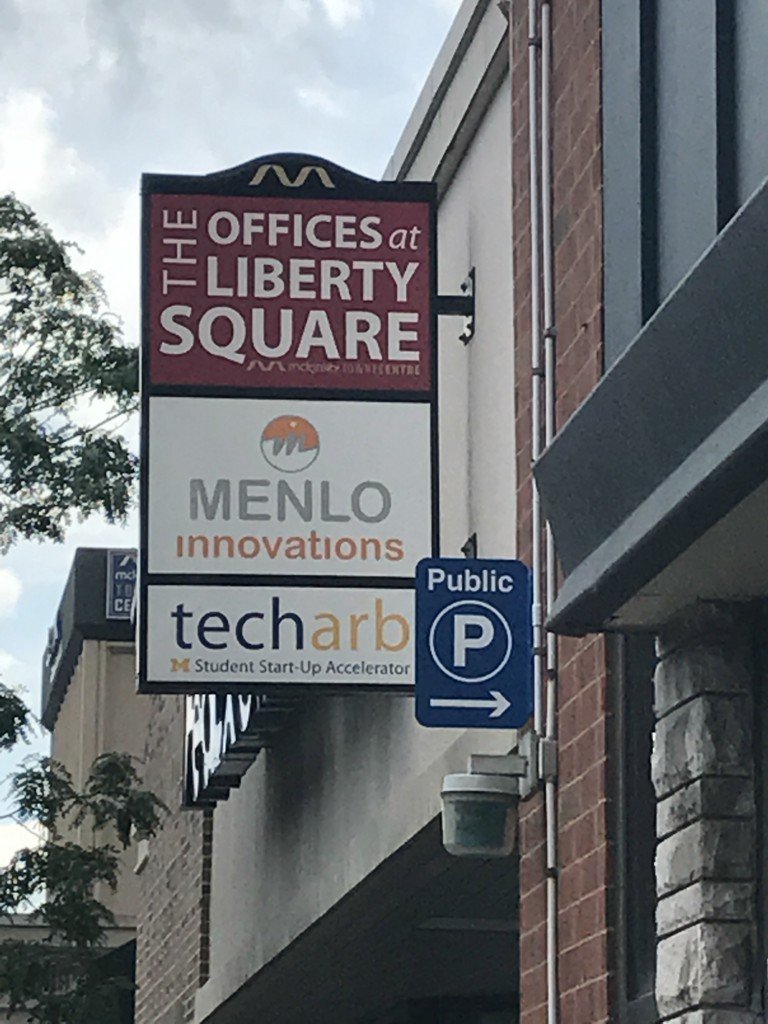 THE OFFICES at
LIBERTY
SQUARE
MENLO
innovations
techarb
M Student Start-Up Accelerator
Public
P